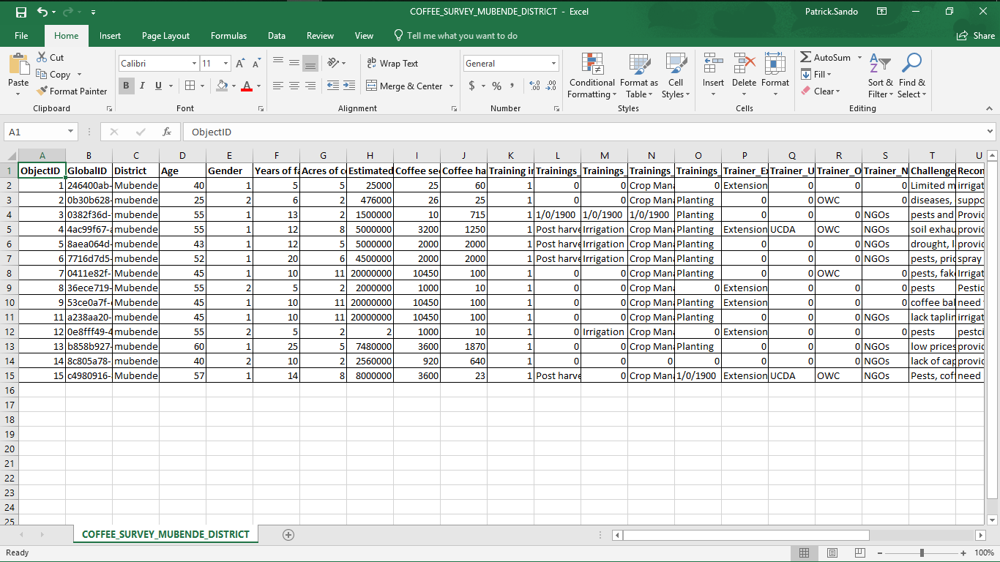 COFFEE_SURVEY_MUBENDE_DISTRICT - Excel Patrick.Sando
File Home Insert Page Layout Formulas Data Review View Tell me what you want to do Share
Paste Cut Copy Format Painter Clipboard
Calibri 11 A A B I U A Font
Wrap Text Merge & Center Alignment
General $ % , .0 .00 Number
Conditional Formatting Format as Table Cell Styles Styles
Insert Delete Format Cells
AutoSum Fill Clear Sort & Filter Find & Select Editing
A1 fx ObjectID
A B C D E F G H I J K L M N O P Q R S T U
1 ObjectID GlobalID District Age Gender Years of fa Acres of c Estimated Coffee see Coffee ha Training in Trainings_ Trainings_ Trainings_ Trainings_ Trainer_Ex Trainer_U Trainer_O Trainer_N Challenge Recon
2 1 246400ab- Mubende 40 1 5 5 25000 25 60 1 0 0 Crop Mana 0 Extension 0 0 0 Limited m irrigat
3 2 0b30b628- Mubende 25 2 6 2 476000 26 25 1 0 0 Crop Mana Planting 0 0 OWC 0 diseases, suppo
4 3 0382f36d- mubende 55 1 13 2 1500000 10 715 1 1/0/1900 1/0/1900 1/0/1900 Planting 0 0 0 NGOs pests and Provic
5 4 4ac99f67-a mubende 55 1 12 8 5000000 3200 1250 1 Post harve Irrigation Crop Mana Planting Extension UCDA OWC NGOs soil exhau provic
6 5 8aea064d- mubende 43 1 12 5 5000000 2000 2000 1 Post harve Irrigation Crop Mana Planting 0 0 0 NGOs drought, l provic
7 6 7716d7d5- mubende 52 1 20 6 4500000 2000 2000 1 Post harve Irrigation Crop Mana Planting 0 0 0 NGOs pests, pric spray
8 7 0411e82f- Mubende 45 1 10 11 20000000 10450 100 1 0 0 Crop Mana Planting 0 0 OWC 0 pests, fake Irrigat
9 8 36ece719- Mubende 55 2 5 2 2000000 1000 10 1 0 0 Crop Mana 0 Extension 0 0 0 pests Pestic
10 9 53ce0a7f- Mubende 45 1 10 11 20000000 10450 100 1 0 0 Crop Mana Planting Extension 0 0 0 coffee bal need
11 11 a238aa20- mubende 45 1 10 11 20000000 10450 100 1 0 0 Crop Mana Planting 0 0 0 NGOs lack taplin irrigat
12 12 0e8fff49-4 mubende 55 2 5 2 2 1000 10 1 0 Irrigation Crop Mana 0 Extension 0 0 0 pests pestci
13 13 b858b927- mubende 60 1 25 5 7480000 3600 1870 1 0 0 Crop Mana Planting 0 0 0 NGOs low prices provic
14 14 8c805a78- mubende 40 2 10 2 2560000 920 640 1 0 0 0 0 0 0 0 NGOs lack of cap provic
15 15 c4980916- Mubende 57 1 14 8 8000000 3600 23 1 Post harve 0 Crop Mana 1/0/1900 Extension UCDA OWC NGOs Pests, coff need
16
17
18
19
20
21
22
23
24
25
COFFEE_SURVEY_MUBENDE_DISTRICT
Ready 100%